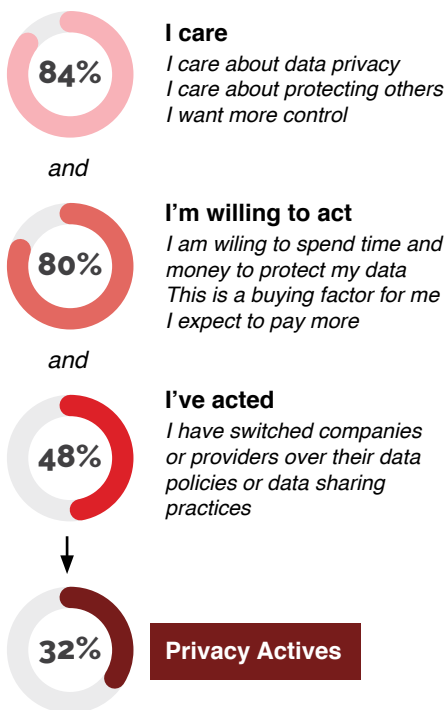 84%
I care
I care about data privacy
I care about protecting others
I want more control
and
80%
I'm willing to act
I am wiling to spend time and
money to protect my data
This is a buying factor for me
I expect to pay more
and
48%
I've acted
I have switched companies
or providers over their data
policies or data sharing
practices
32%
Privacy Actives